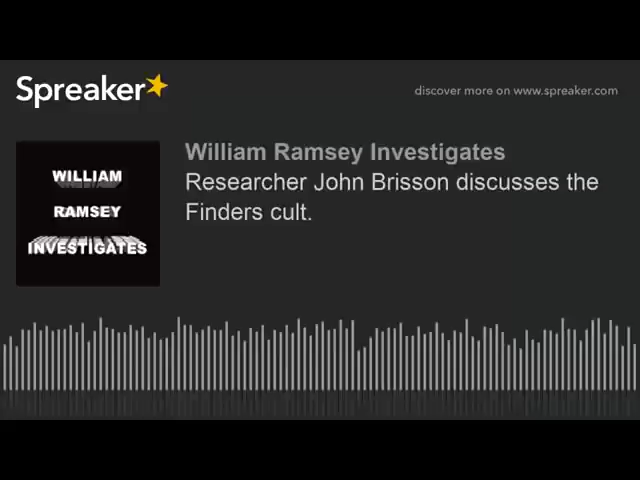 Spreaker
discover more on www.spreaker.com
WILLIAM
RAMSEY
INVESTIGATES
William Ramsey Investigates
Researcher John Brisson discusses the
Finders cult.